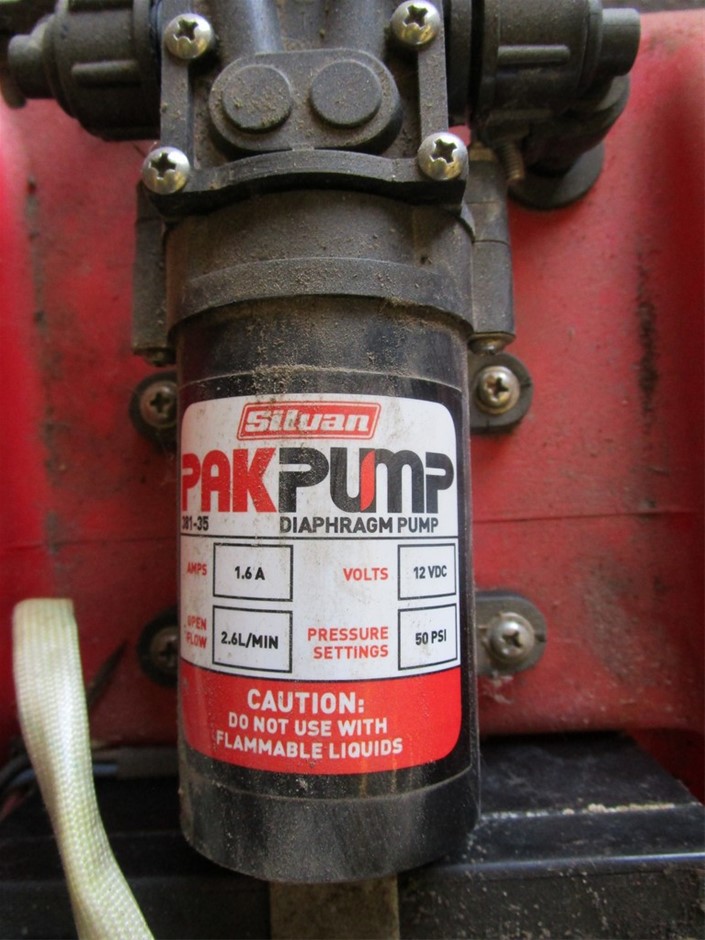 Silvan
PAKPUMP
381-35 DIAPHRAGM PUMP
AMPS 1.6 A VOLTS 12 VDC
OPEN FLOW 2.6L/MIN PRESSURE SETTINGS 50 PSI
CAUTION:
DO NOT USE WITH
FLAMMABLE LIQUIDS